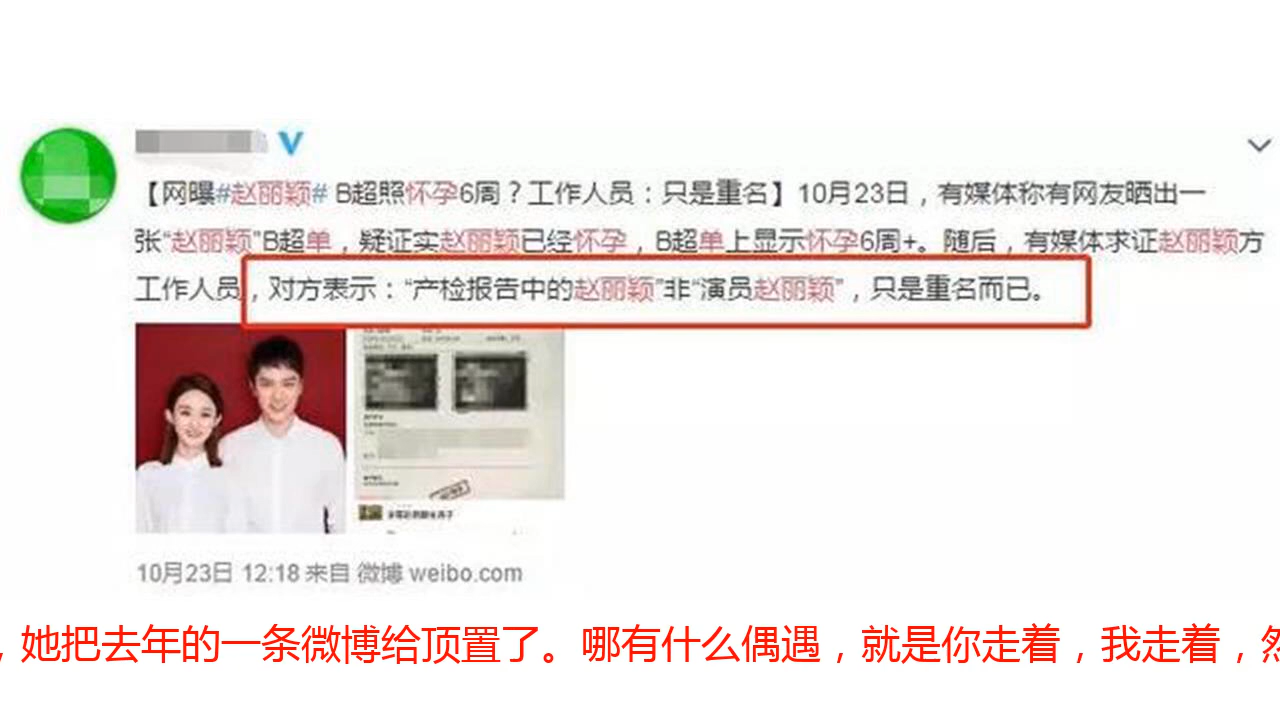 【网曝#赵丽颖# B超照怀孕6周？工作人员：只是重名】10月23日，有媒体称有网友晒出一
张“赵丽颖”B超单，疑证实赵丽颖已经怀孕，B超单上显示怀孕6周+。随后，有媒体求证赵丽颖方
工作人员，对方表示：“产检报告中的赵丽颖”非“演员赵丽颖”，只是重名而已。
10月23日 12:18 来自 微博 weibo.com
，她把去年的一条微博给顶置了。哪有什么偶遇，就是你走着，我走着，然